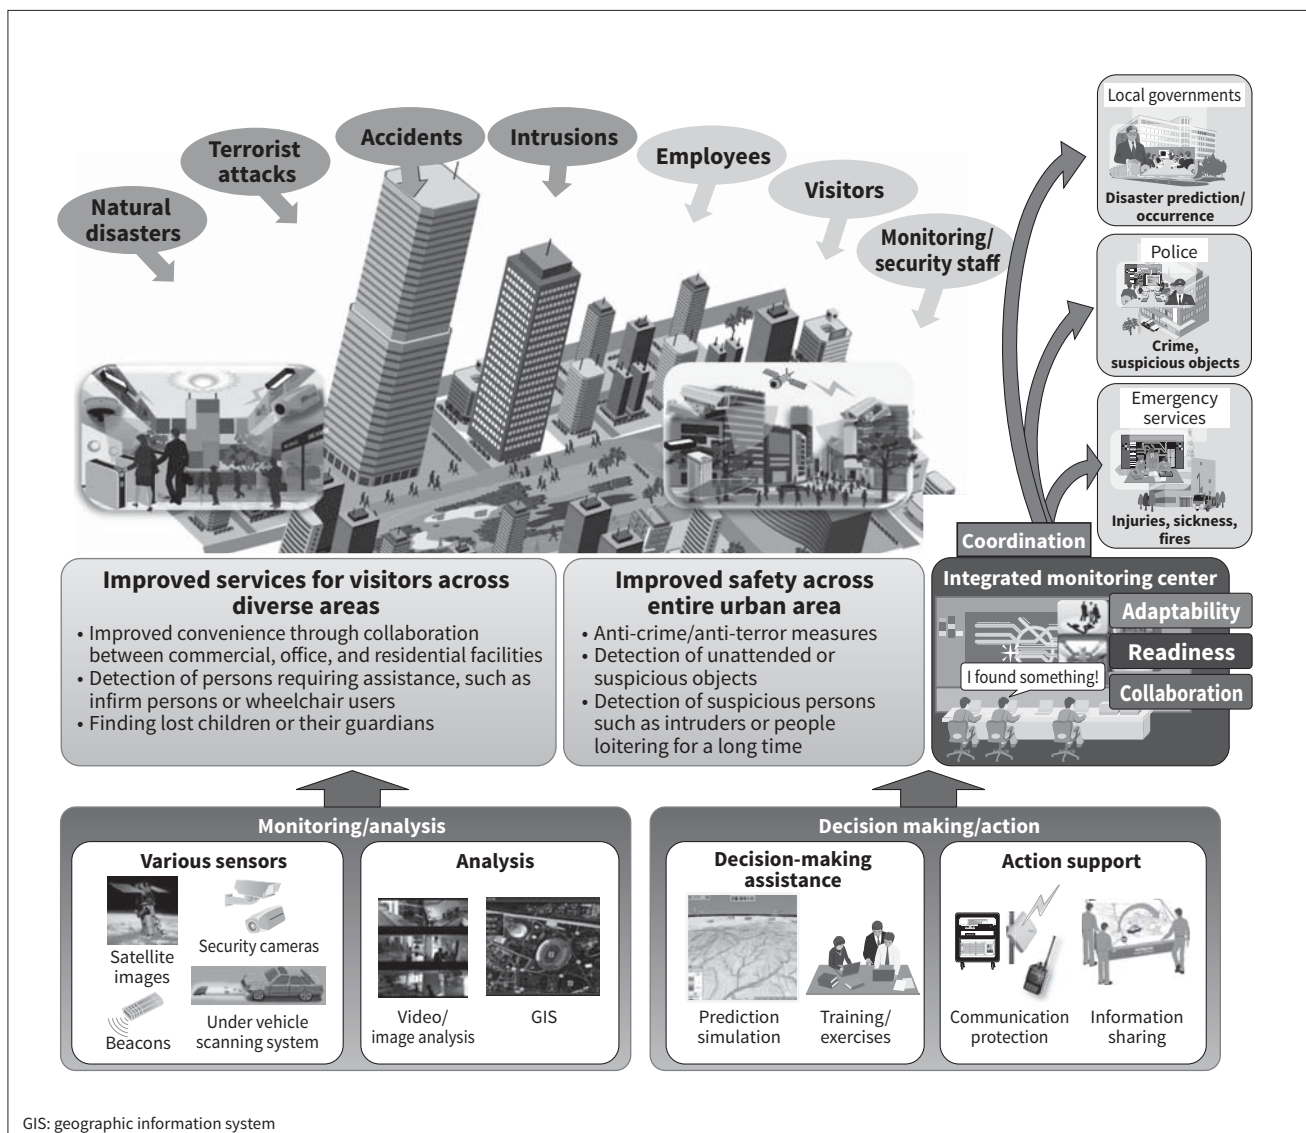 Local governments
Accidents
Intrusions
Terrorist
attacks
Employees
Visitors
Natural
disasters
Monitoring/
security staff
Disaster prediction/
occurrence
Police
Crime,
suspicious objects
Emergency
services
Injuries, sickness,
fires
Coordination
Improved services for visitors across
diverse areas
• Improved convenience through collaboration
between commercial, office, and residential facilities
• Detection of persons requiring assistance, such as
infirm persons or wheelchair users
• Finding lost children or their guardians
Improved safety across
entire urban area
• Anti-crime/anti-terror measures
• Detection of unattended or
suspicious objects
• Detection of suspicious persons
such as intruders or people
loitering for a long time
Integrated monitoring center
Adaptability
Readiness
I found something!
Collaboration
Monitoring/analysis
Various sensors
Satellite
images
Security cameras
Beacons
Under vehicle
scanning system
Analysis
Video/
image analysis
GIS
Decision making/action
Decision-making
assistance
Prediction
simulation
Training/
exercises
Action support
Communication
protection
Information
sharing
GIS: geographic information system